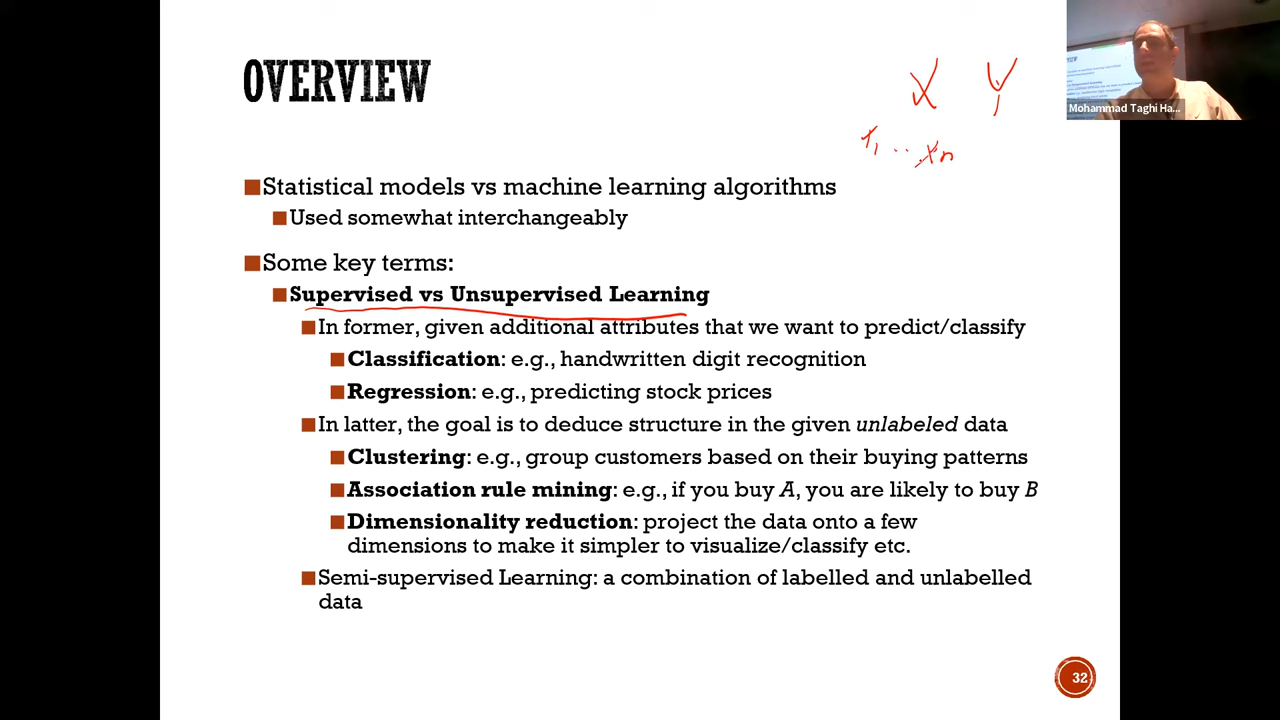 OVERVIEW
X Y
x1 ... xn
Mohammad Taghi Ha...
■Statistical models vs machine learning algorithms
■Used somewhat interchangeably
■Some key terms:
■Supervised vs Unsupervised Learning
■In former, given additional attributes that we want to predict/classify
■Classification: e.g., handwritten digit recognition
■Regression: e.g., predicting stock prices
■In latter, the goal is to deduce structure in the given unlabeled data
■Clustering: e.g., group customers based on their buying patterns
■Association rule mining: e.g., if you buy A, you are likely to buy B
■Dimensionality reduction: project the data onto a few
dimensions to make it simpler to visualize/classify etc.
■Semi-supervised Learning: a combination of labelled and unlabelled
data
32